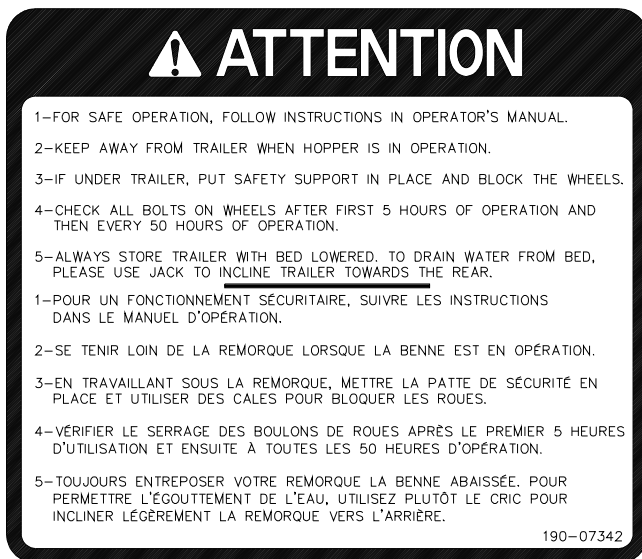 ATTENTION
1-FOR SAFE OPERATION, FOLLOW INSTRUCTIONS IN OPERATOR'S MANUAL.
2-KEEP AWAY FROM TRAILER WHEN HOPPER IS IN OPERATION.
3-IF UNDER TRAILER, PUT SAFETY SUPPORT IN PLACE AND BLOCK THE WHEELS.
4-CHECK ALL BOLTS ON WHEELS AFTER FIRST 5 HOURS OF OPERATION AND
THEN EVERY 50 HOURS OF OPERATION.
5-ALWAYS STORE TRAILER WITH BED LOWERED. TO DRAIN WATER FROM BED,
PLEASE USE JACK TO INCLINE TRAILER TOWARDS THE REAR.
1-POUR UN FONCTIONNEMENT SÉCURITAIRE, SUIVRE LES INSTRUCTIONS
DANS LE MANUEL D'OPÉRATION.
2-SE TENIR LOIN DE LA REMORQUE LORSQUE LA BENNE EST EN OPÉRATION.
3-EN TRAVAILLANT SOUS LA REMORQUE, METTRE LA PATTE DE SÉCURITÉ EN
PLACE ET UTILISER DES CALES POUR BLOQUER LES ROUES.
4-VÉRIFIER LE SERRAGE DES BOULONS DE ROUES APRÈS LE PREMIER 5 HEURES
D'UTILISATION ET ENSUITE À TOUTES LES 50 HEURES D'OPÉRATION.
5-TOUJOURS ENTREPOSER VOTRE REMORQUE LA BENNE ABAISSÉE. POUR
PERMETTRE L'ÉGOUTTEMENT DE L'EAU, UTILISEZ PLUTÔT LE CRIC POUR
INCLINER LÉGÈREMENT LA REMORQUE VERS L'ARRIÈRE.
190-07342